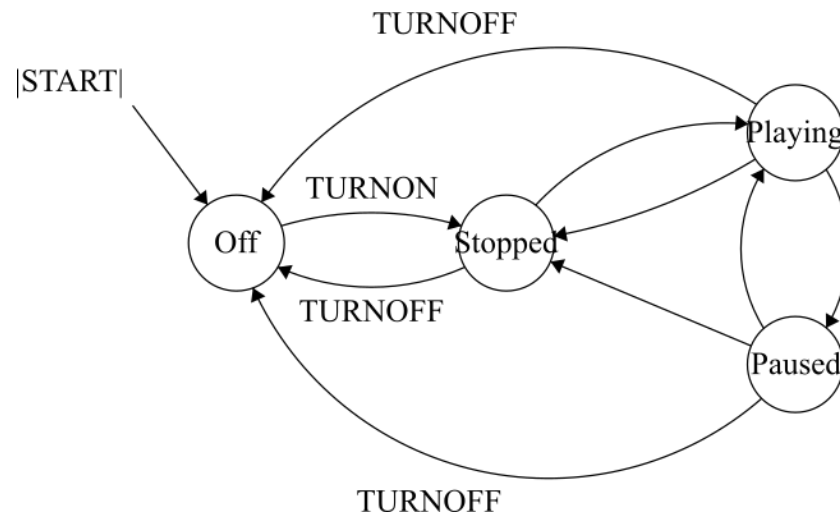 TURNOFF
|START|
Playing
TURNON
Off
Stopped
TURNOFF
Paused
TURNOFF